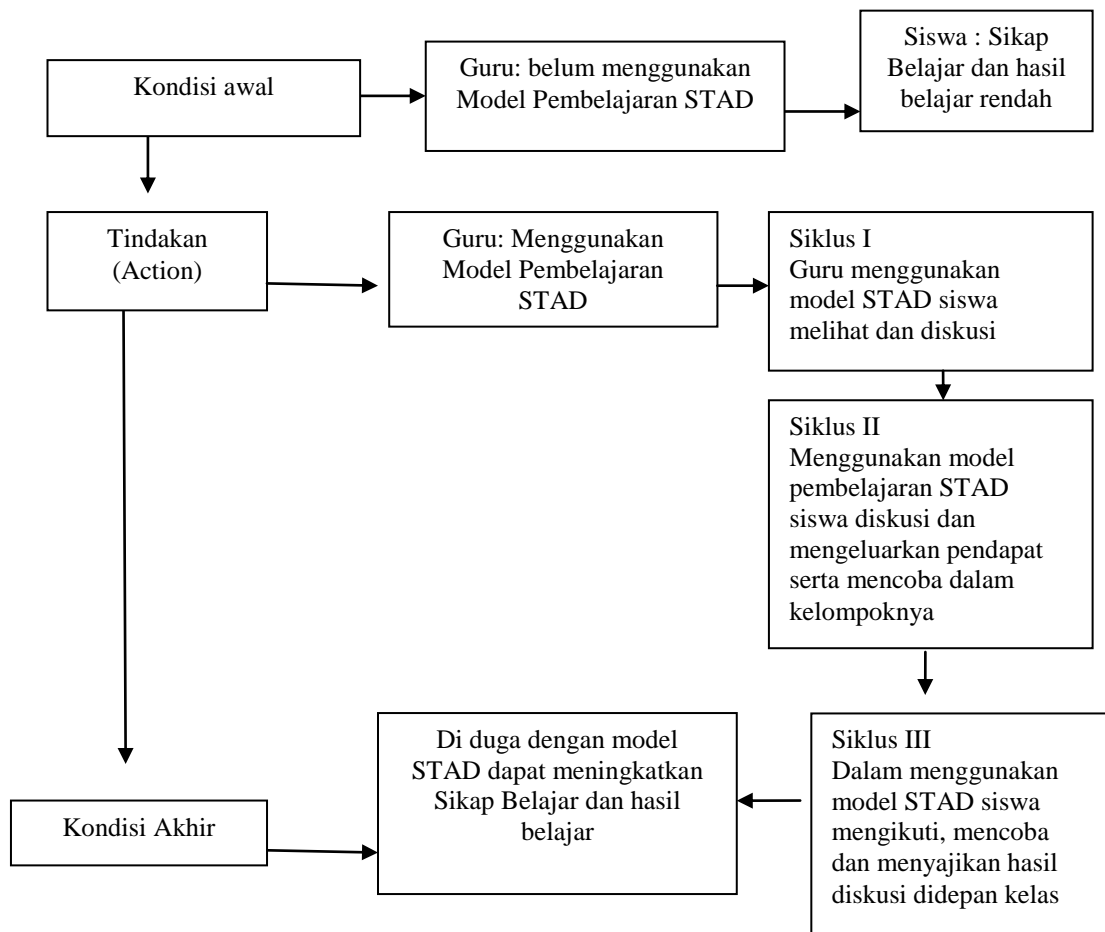 Kondisi awal
Guru: belum menggunakan
Model Pembelajaran STAD
Siswa : Sikap
Belajar dan hasil
belajar rendah
Tindakan
(Action)
Guru: Menggunakan
Model Pembelajaran
STAD
Siklus I
Guru menggunakan
model STAD siswa
melihat dan diskusi
Siklus II
Menggunakan model
pembelajaran STAD
siswa diskusi dan
mengeluarkan pendapat
serta mencoba dalam
kelompoknya
Siklus III
Dalam menggunakan
model STAD siswa
mengikuti, mencoba
dan menyajikan hasil
diskusi didepan kelas
Di duga dengan model
STAD dapat meningkatkan
Sikap Belajar dan hasil
belajar
Kondisi Akhir